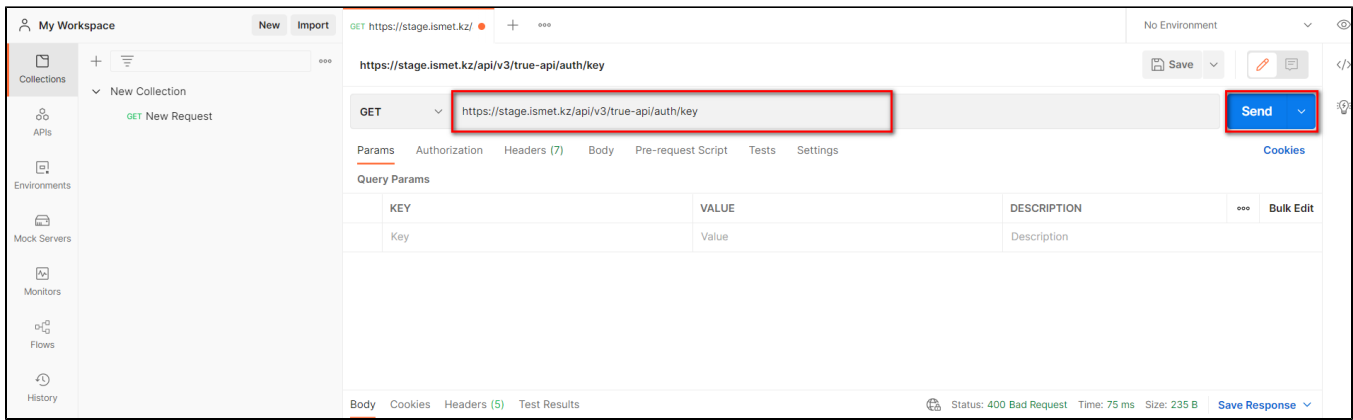 My Workspace New Import GET https://stage.ismet.kz/ No Environment
Collections
https://stage.ismet.kz/api/v3/true-api/auth/key Save
New Collection
GET New Request
GET https://stage.ismet.kz/api/v3/true-api/auth/key Send
APIs
Params Authorization Headers (7) Body Pre-request Script Tests Settings Cookies
Environments
Query Params
KEY VALUE DESCRIPTION Bulk Edit
Key Value Description
Mock Servers
Monitors
Flows
History
Body Cookies Headers (5) Test Results Status: 400 Bad Request Time: 75 ms Size: 235 B Save Response